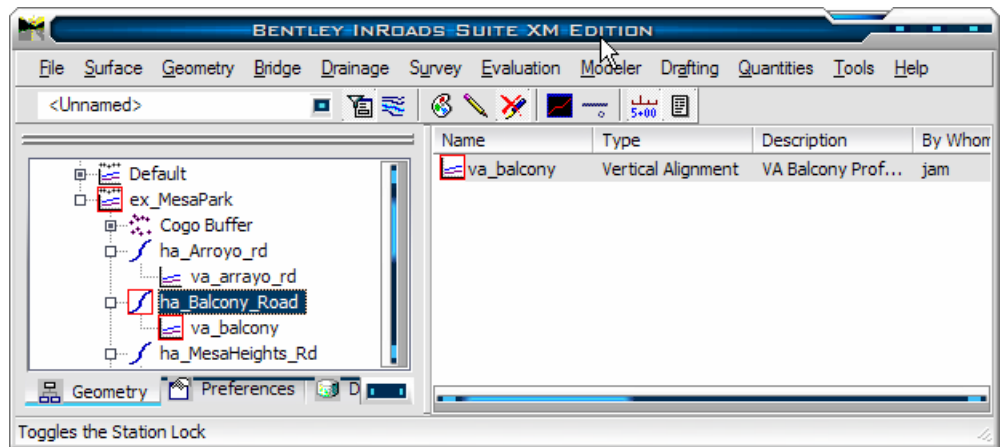 BENTLEY INROADS SUITE XM EDITION
File Surface Geometry Bridge Drainage Survey Evaluation Modeler Drafting Quantities Tools Help
<Unnamed>
5+00
Name Type Description By Whom
va_balcony Vertical Alignment VA Balcony Prof... jam
Default
ex_MesaPark
Cogo Buffer
ha_Arroyo_rd
va_arrayo_rd
ha_Balcony_Road
va_balcony
ha_MesaHeights_Rd
Geometry Preferences D
Toggles the Station Lock